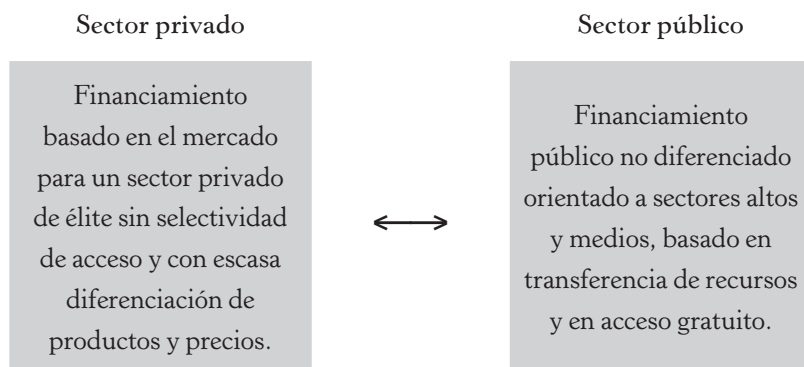 Sector privado
Financiamiento
basado en el mercado
para un sector privado
de élite sin selectividad
de acceso y con escasa
diferenciación de
productos y precios.
Sector público
Financiamiento
público no diferenciado
orientado a sectores altos
y medios, basado en
transferencia de recursos
y en acceso gratuito.